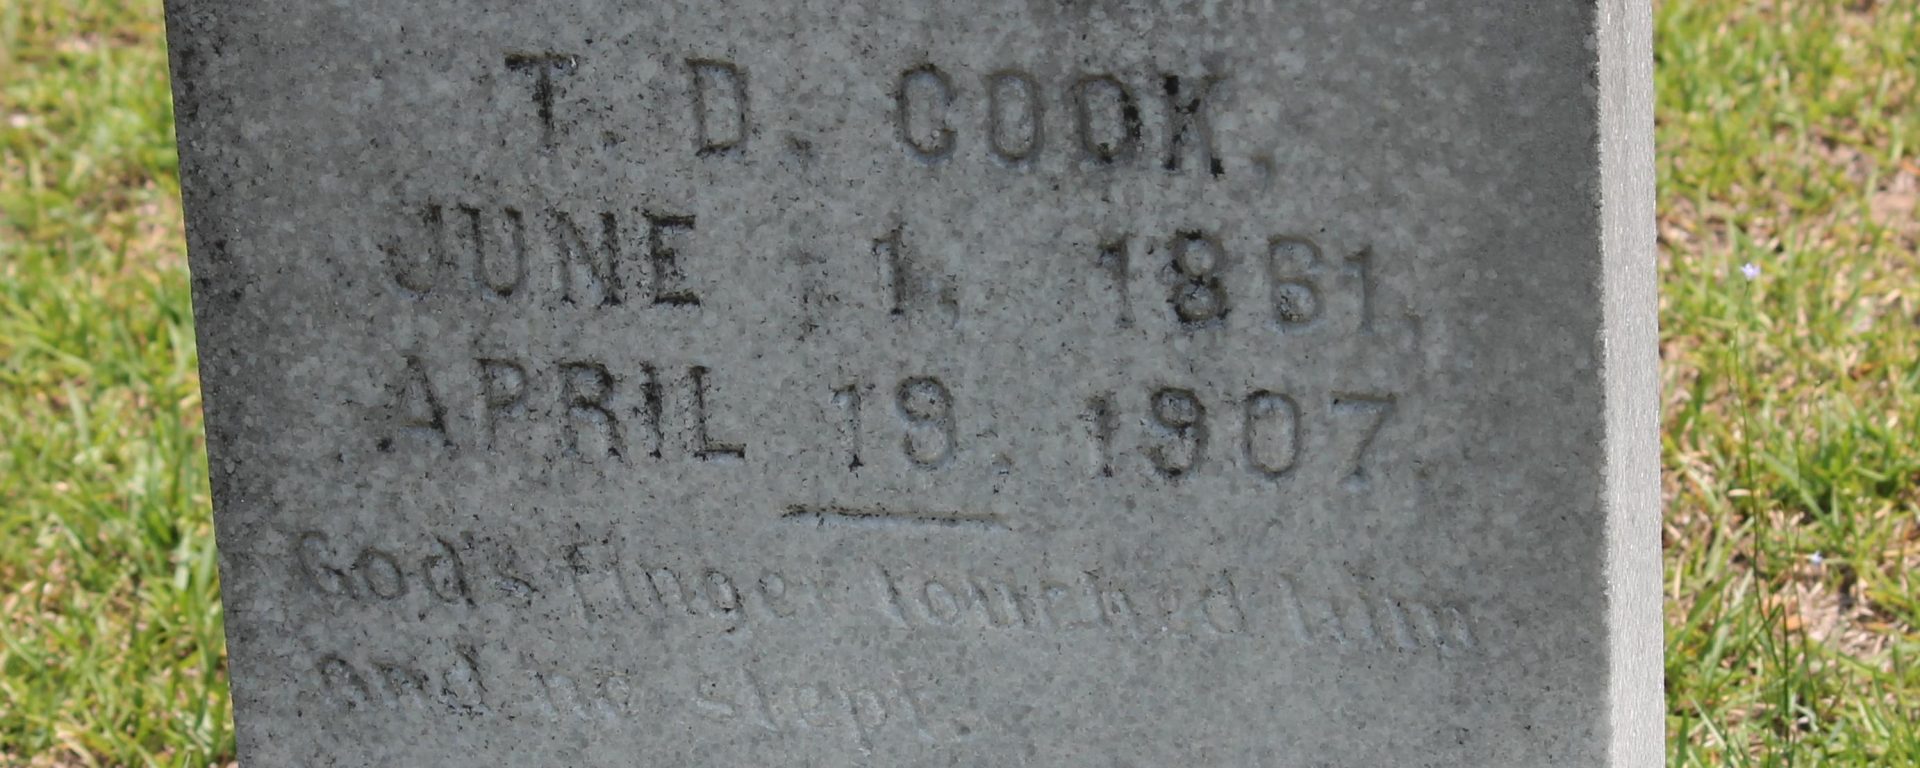 T. D. COOK,
JUNE 1, 1861,
APRIL 19, 1907.
God's finger touched him
and he slept.